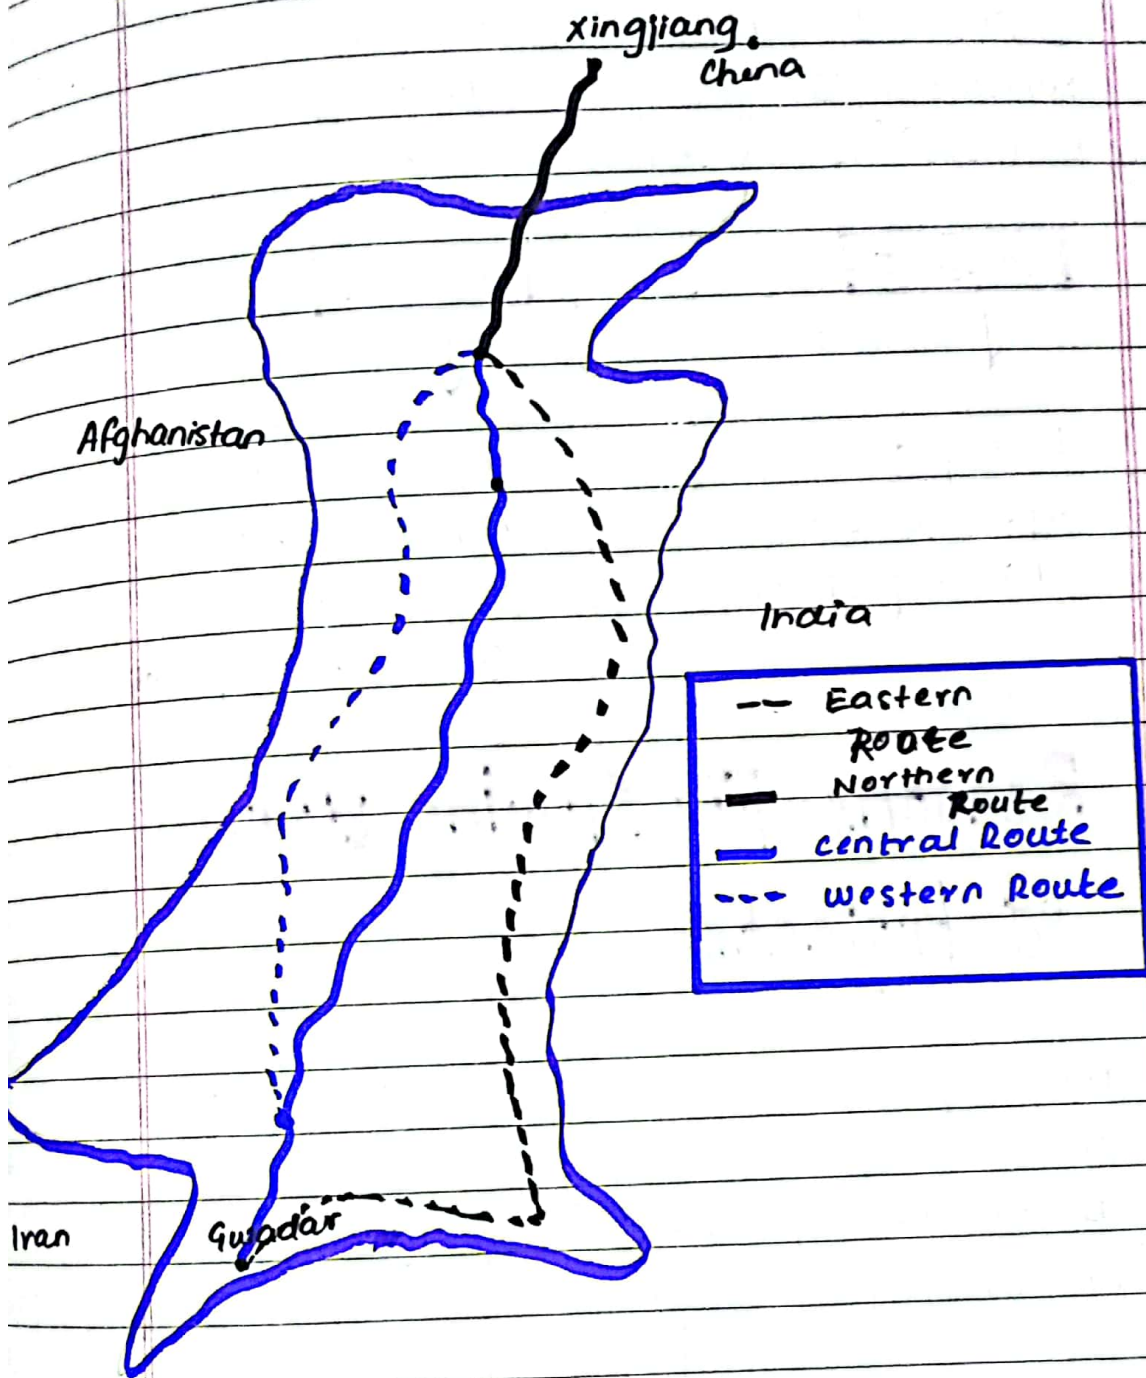 Xingjiang.
China
Afghanistan
India
-- Eastern
Route
Northern
Route
Central Route
--- Western Route
Iran
Gwadar